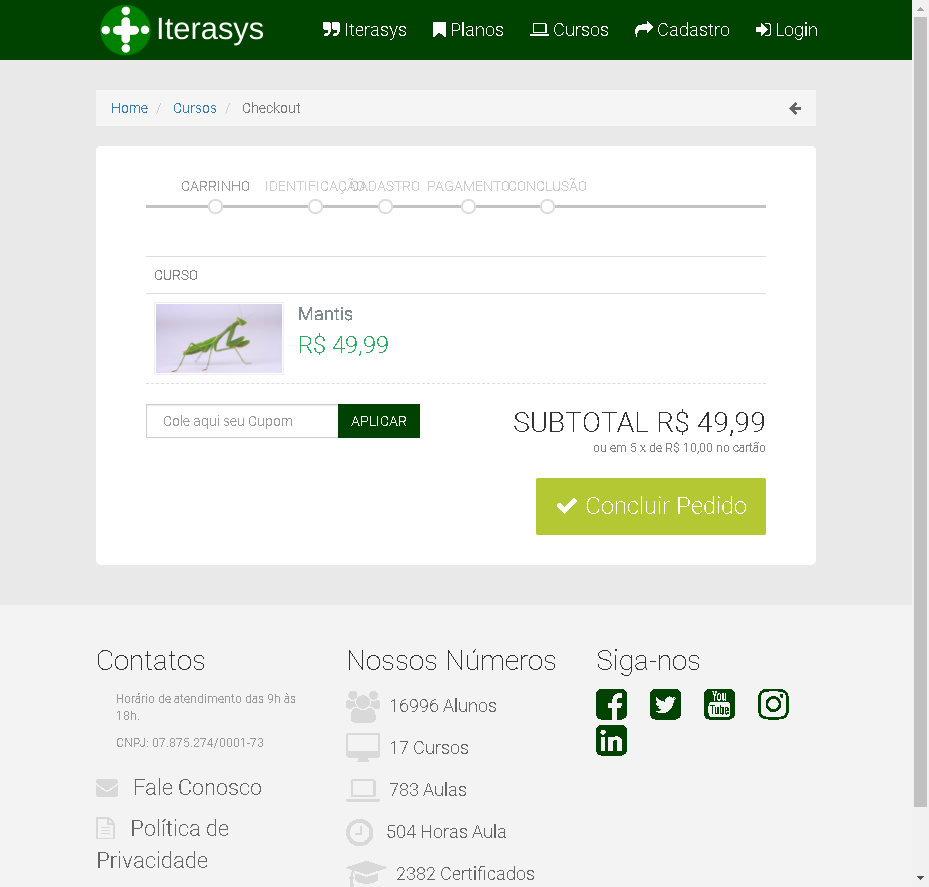 Iterasys
Iterasys Planos Cursos Cadastro Login
Home / Cursos / Checkout
CARRINHO IDENTIFICAÇÃO CADASTRO PAGAMENTO CONCLUSÃO
CURSO
Mantis
R$ 49,99
Cole aqui seu Cupom APLICAR
SUBTOTAL R$ 49,99
ou em 5 x de R$ 10,00 no cartão
Concluir Pedido
Contatos
Horário de atendimento das 9h às
18h.
CNPJ: 07.875.274/0001-73
Fale Conosco
Política de
Privacidade
Nossos Números
16996 Alunos
17 Cursos
783 Aulas
504 Horas Aula
2382 Certificados
Siga-nos
You
Tube
in